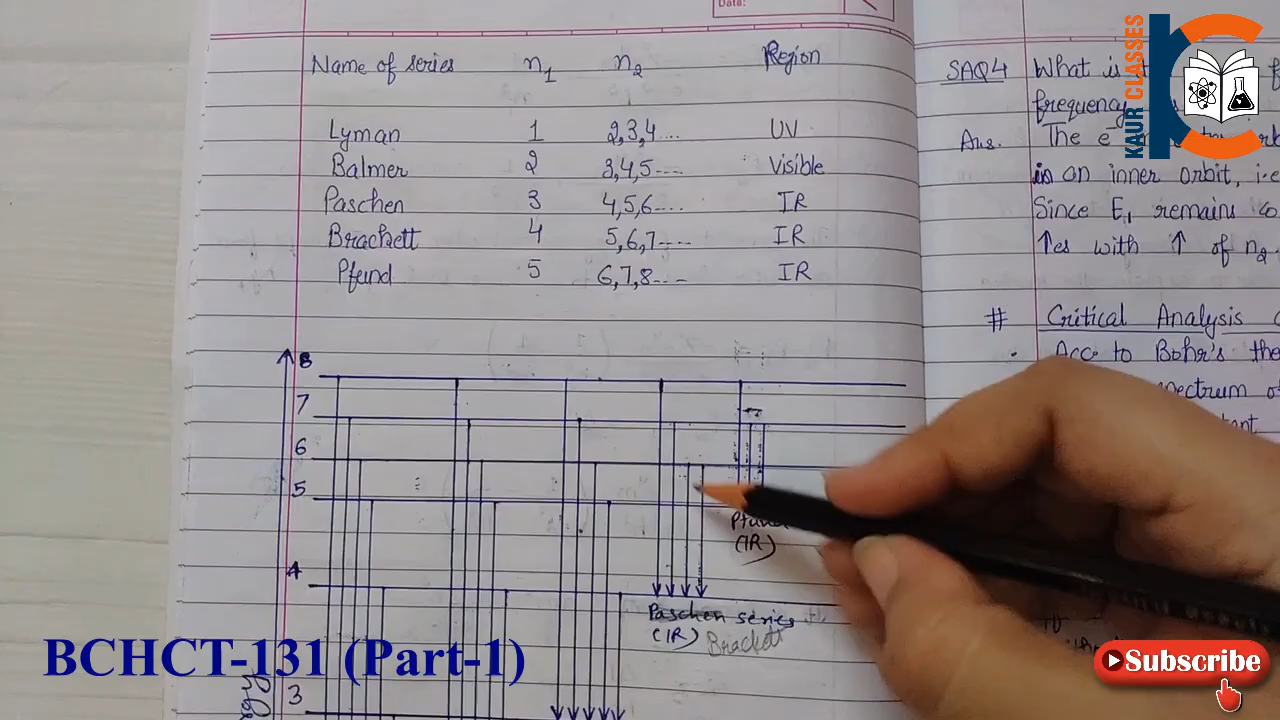 Date:
Name of series n1 n2 Region
Lyman 1 2,3,4.... UV
Balmer 2 3,4,5---- Visible
Paschen 3 4,5,6---.. IR
Brackett 4 5,6,7---.. IR
Pfund 5 6,7,8--.- IR
8
7
6
5
4
3
Pfund
(IR)
Paschen series
(IR) Brackett
SAQ4 What is
frequency
Ans. The e-
is an inner orbit, i.e
Since E1 remains co
↑es with ↑ of n2
# Critical Analysis
Acc. to Bohr's the
KAUR CLASSES
BCHCT-131 (Part-1)
Subscribe